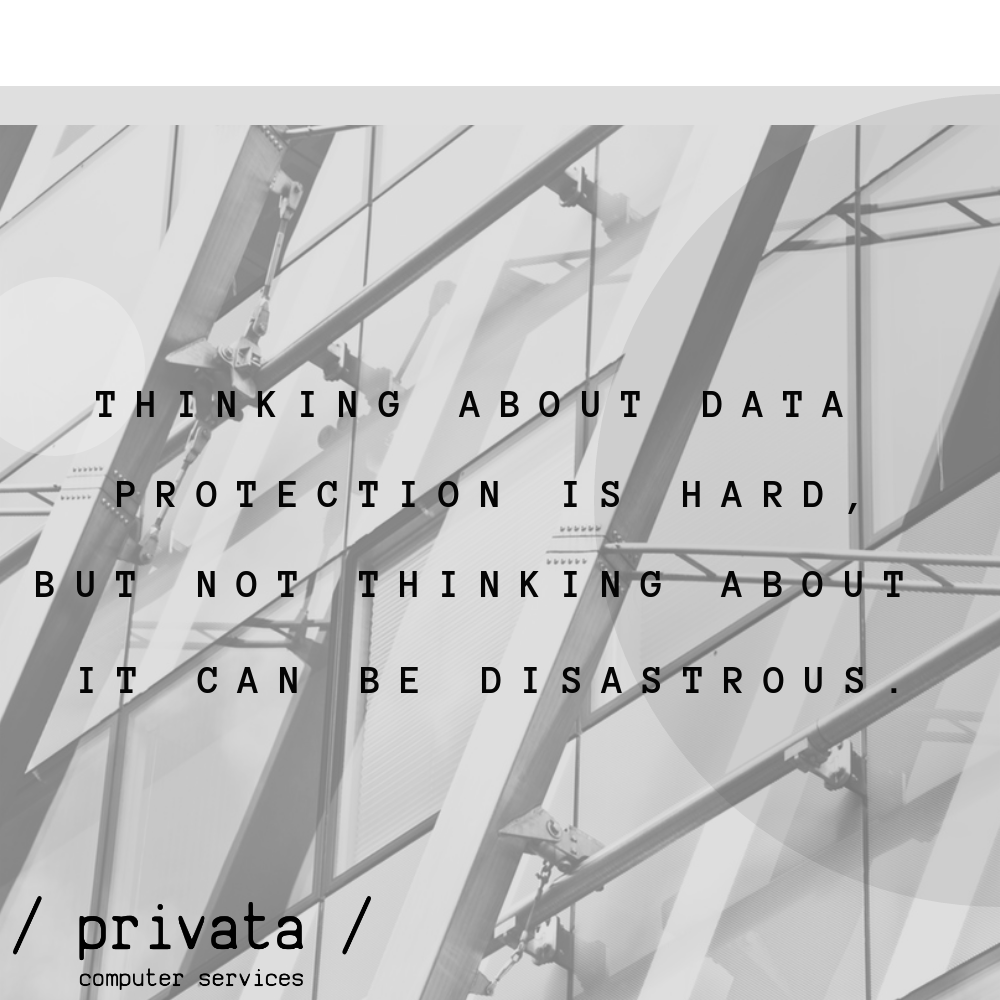 THINKING ABOUT DATA
PROTECTION IS HARD,
BUT NOT THINKING ABOUT
IT CAN BE DISASTROUS.
/ privata /
computer services